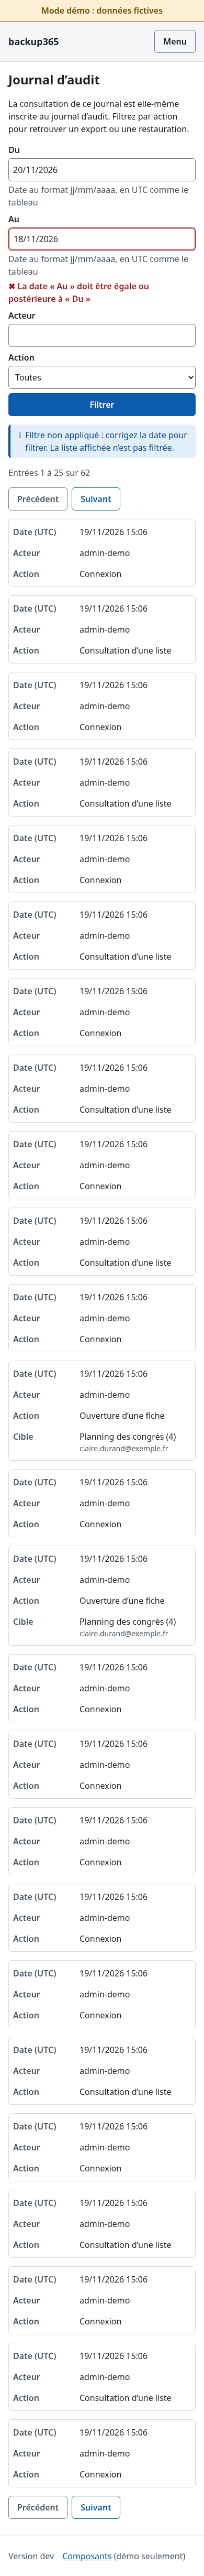 Mode démo : données fictives
backup365
Menu
Journal d’audit
La consultation de ce journal est elle-même
inscrite au journal d’audit. Filtrez par action
pour retrouver un export ou une restauration.
Du
20/11/2026
Date au format jj/mm/aaaa, en UTC comme le
tableau
Au
18/11/2026
Date au format jj/mm/aaaa, en UTC comme le
tableau
✖ La date « Au » doit être égale ou
postérieure à « Du »
Acteur
Action
Toutes
Filtrer
i Filtre non appliqué : corrigez la date pour
filtrer. La liste affichée n’est pas filtrée.
Entrées 1 à 25 sur 62
Précédent Suivant
Date (UTC) 19/11/2026 15:06
Acteur admin-demo
Action Connexion
Date (UTC) 19/11/2026 15:06
Acteur admin-demo
Action Consultation d’une liste
Date (UTC) 19/11/2026 15:06
Acteur admin-demo
Action Connexion
Date (UTC) 19/11/2026 15:06
Acteur admin-demo
Action Consultation d’une liste
Date (UTC) 19/11/2026 15:06
Acteur admin-demo
Action Connexion
Date (UTC) 19/11/2026 15:06
Acteur admin-demo
Action Consultation d’une liste
Date (UTC) 19/11/2026 15:06
Acteur admin-demo
Action Connexion
Date (UTC) 19/11/2026 15:06
Acteur admin-demo
Action Consultation d’une liste
Date (UTC) 19/11/2026 15:06
Acteur admin-demo
Action Connexion
Date (UTC) 19/11/2026 15:06
Acteur admin-demo
Action Consultation d’une liste
Date (UTC) 19/11/2026 15:06
Acteur admin-demo
Action Connexion
Date (UTC) 19/11/2026 15:06
Acteur admin-demo
Action Ouverture d’une fiche
Cible Planning des congrès (4)
claire.durand@exemple.fr
Date (UTC) 19/11/2026 15:06
Acteur admin-demo
Action Connexion
Date (UTC) 19/11/2026 15:06
Acteur admin-demo
Action Ouverture d’une fiche
Cible Planning des congrès (4)
claire.durand@exemple.fr
Date (UTC) 19/11/2026 15:06
Acteur admin-demo
Action Connexion
Date (UTC) 19/11/2026 15:06
Acteur admin-demo
Action Connexion
Date (UTC) 19/11/2026 15:06
Acteur admin-demo
Action Connexion
Date (UTC) 19/11/2026 15:06
Acteur admin-demo
Action Connexion
Date (UTC) 19/11/2026 15:06
Acteur admin-demo
Action Connexion
Date (UTC) 19/11/2026 15:06
Acteur admin-demo
Action Consultation d’une liste
Date (UTC) 19/11/2026 15:06
Acteur admin-demo
Action Connexion
Date (UTC) 19/11/2026 15:06
Acteur admin-demo
Action Consultation d’une liste
Date (UTC) 19/11/2026 15:06
Acteur admin-demo
Action Connexion
Date (UTC) 19/11/2026 15:06
Acteur admin-demo
Action Consultation d’une liste
Date (UTC) 19/11/2026 15:06
Acteur admin-demo
Action Connexion
Précédent Suivant
Version dev Composants (démo seulement)